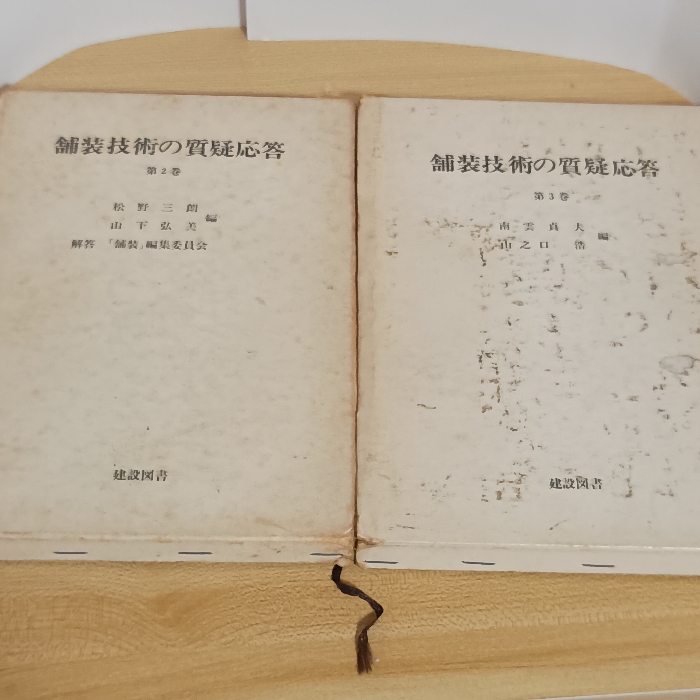 舗装技術の質疑応答
第2巻
松野三朗
山下弘美 編
解答 「舗装」編集委員会
建設図書
舗装技術の質疑応答
第3巻
南雲貞夫
山之口浩 編
建設図書